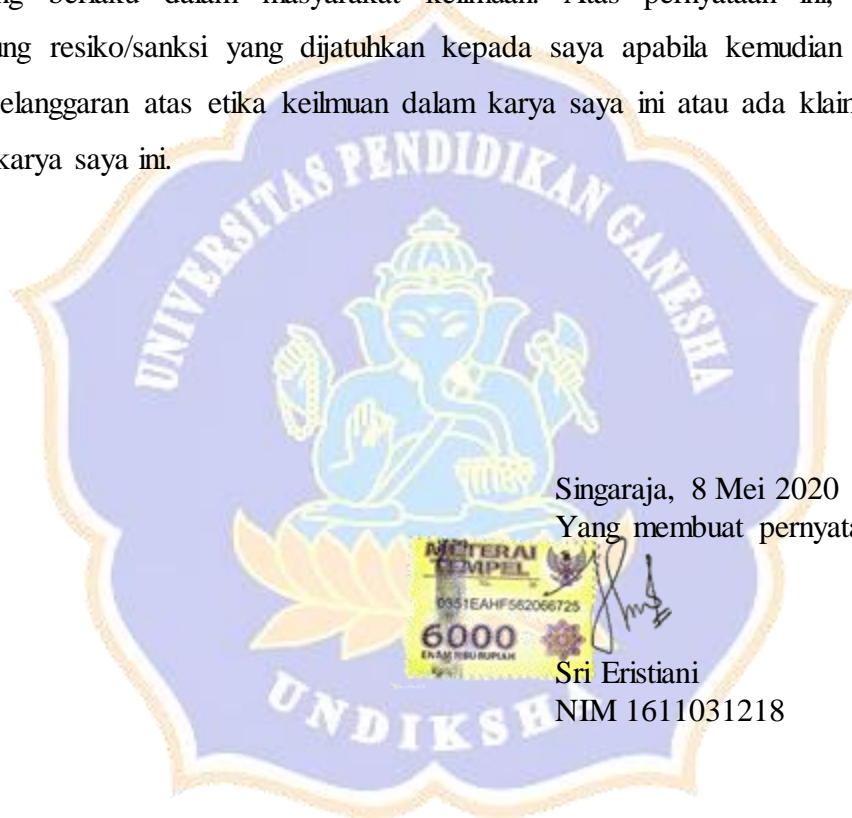 ung berlaku dalam masyarakat keilmuan. Atas pernyataan ini,
ung resiko/sanksi yang dijatuhkan kepada saya apabila kemudian
elanggaran atas etika keilmuan dalam karya saya ini atau ada klaim
karya saya ini.
UNIVERSITAS PENDIDIKAN GANESHA
Singaraja, 8 Mei 2020
Yang membuat pernyata
METERAI
TEMPEL
0351EAHF562066725
6000
ENAM RIBU RUPIAH
Sri Eristiani
NIM 1611031218
UNDIKSHA